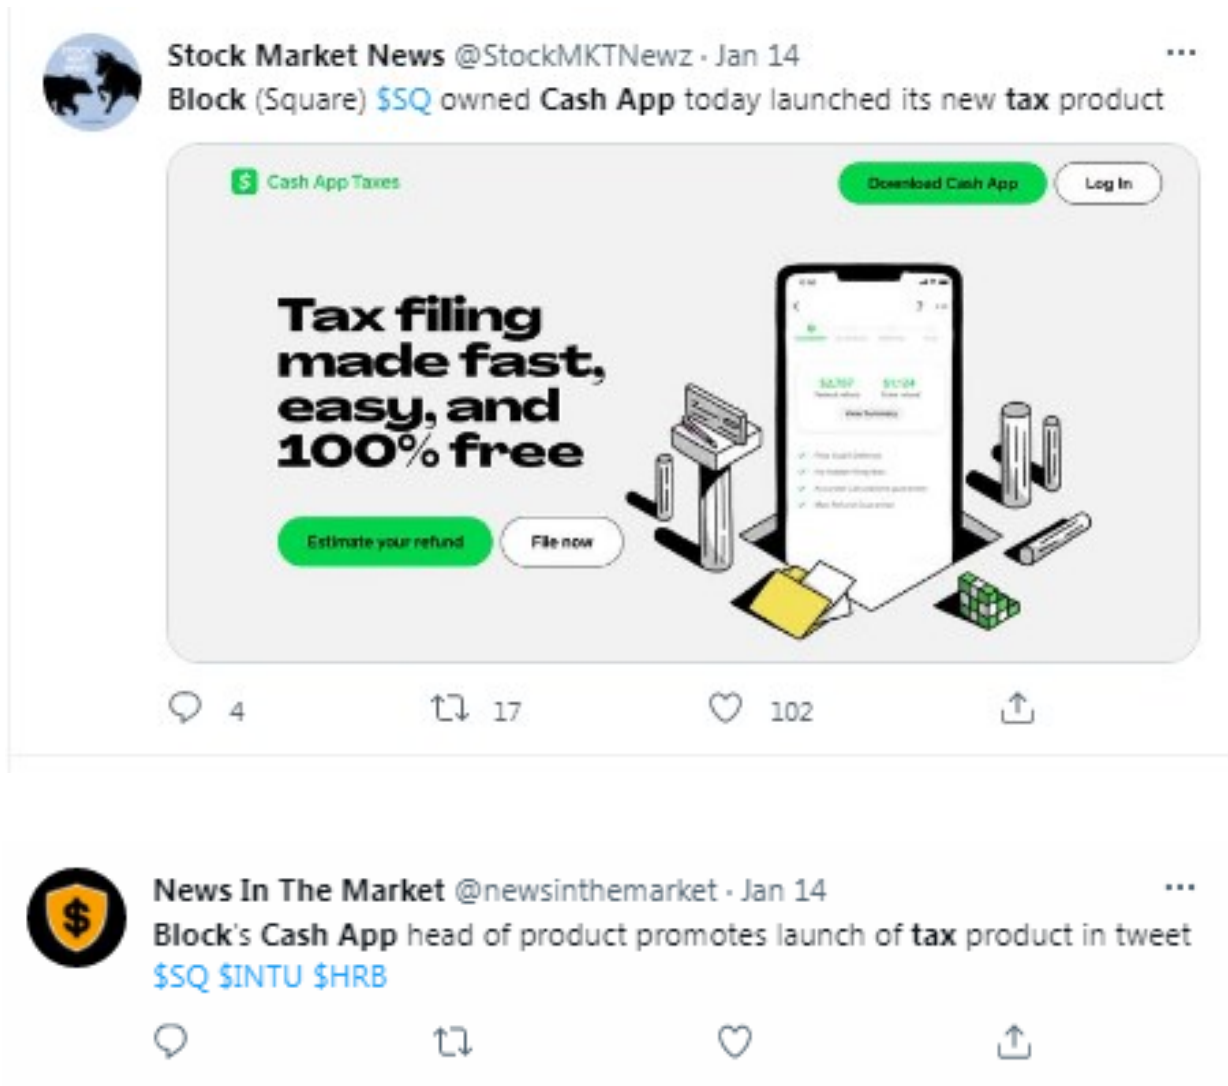 Stock Market News @StockMKTNewz · Jan 14
Block (Square) $SQ owned Cash App today launched its new tax product
Cash App Taxes
Download Cash App
Log In
Tax filing
made fast,
easy, and
100% free
View Summary
Estimate your refund
File now
4
17
102
News In The Market @newsinthemarket · Jan 14
Block's Cash App head of product promotes launch of tax product in tweet
$SQ $INTU $HRB